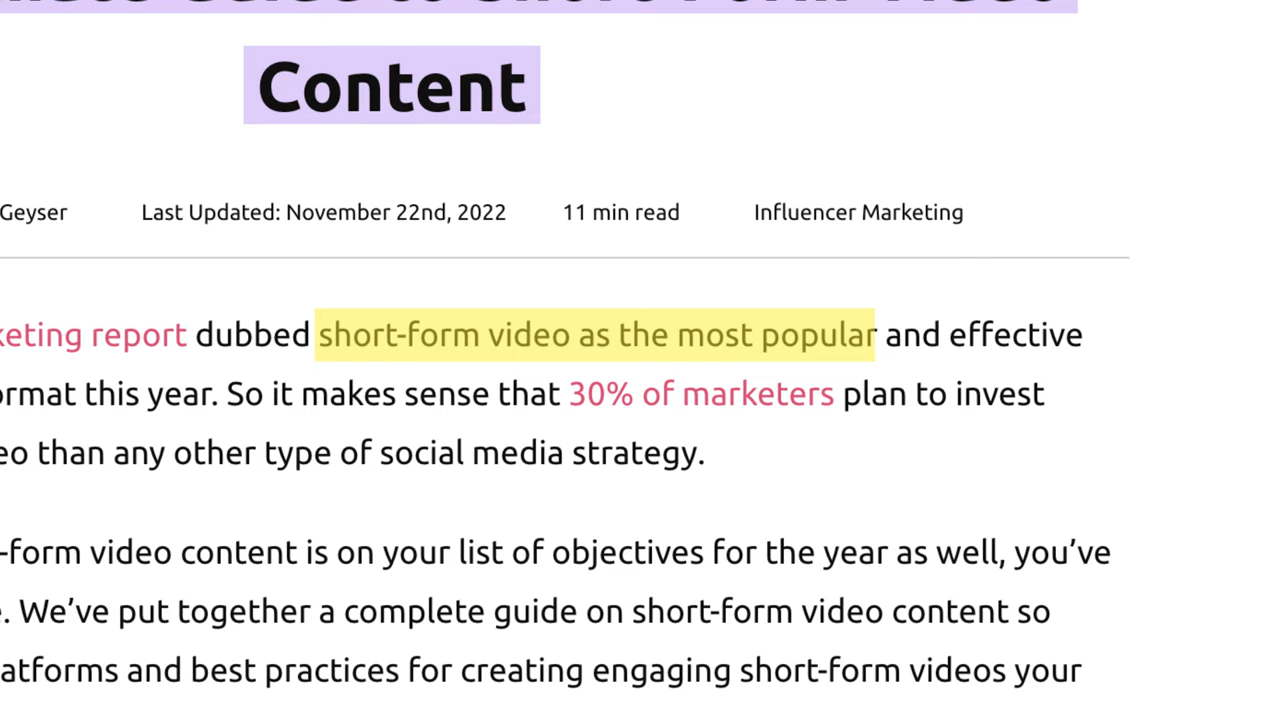 Content
Geyser Last Updated: November 22nd, 2022 11 min read Influencer Marketing
report dubbed short-form video as the most popular and effective
this year. So it makes sense that 30% of marketers plan to invest
than any other type of social media strategy.
-form video content is on your list of objectives for the year as well, you’ve
We’ve put together a complete guide on short-form video content so
and best practices for creating engaging short-form videos your